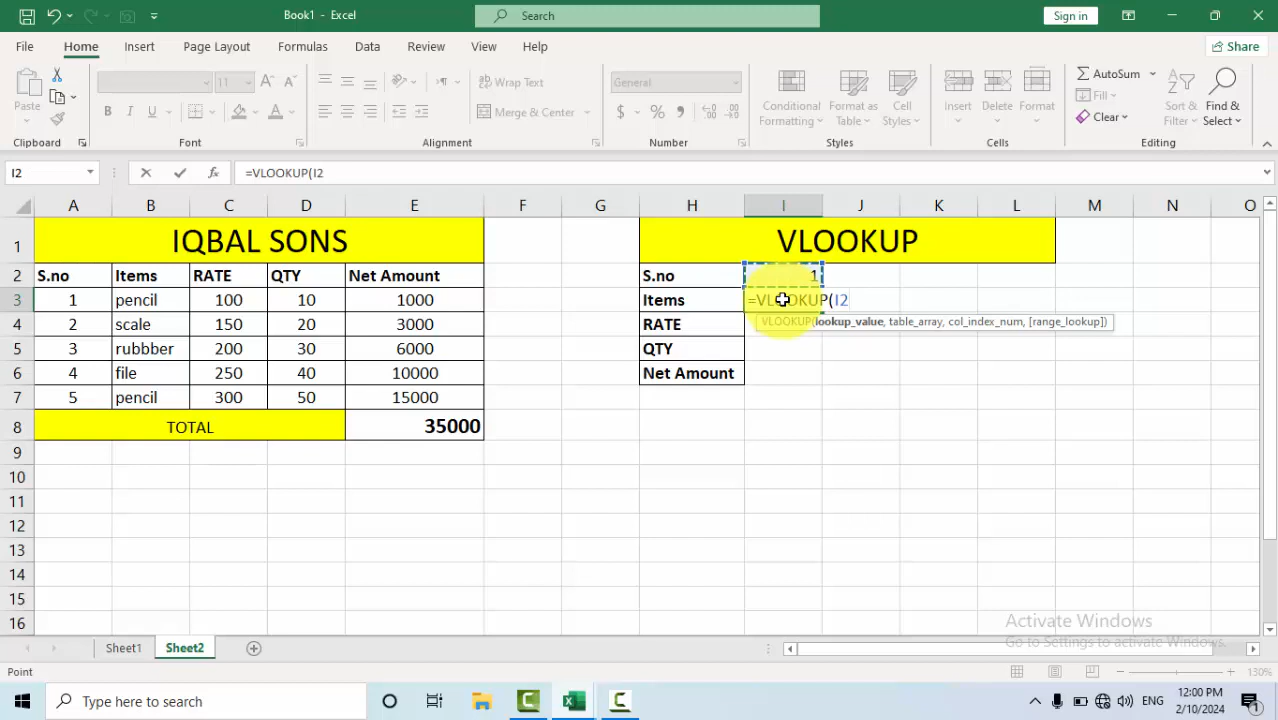 Book1 - Excel
Search
Sign in
File
Home
Insert
Page Layout
Formulas
Data
Review
View
Help
Share
Paste
11
Wrap Text
Merge & Center
General
Conditional Formatting
Format as Table
Cell Styles
Insert
Delete
Format
AutoSum
Fill
Clear
Sort & Filter
Find & Select
Clipboard
Font
Alignment
Number
Styles
Cells
Editing
I2
=VLOOKUP(I2
A B C D E F G H I J K L M N O
1 IQBAL SONS VLOOKUP
2 S.no Items RATE QTY Net Amount S.no 1
3 1 pencil 100 10 1000 Items =VLOOKUP(I2
VLOOKUP(lookup_value, table_array, col_index_num, [range_lookup])
4 2 scale 150 20 3000 RATE
5 3 rubbber 200 30 6000 QTY
6 4 file 250 40 10000 Net Amount
7 5 pencil 300 50 15000
8 TOTAL 35000
9
10
11
12
13
14
15
16
Activate Windows
Go to Settings to activate Windows.
Sheet1
Sheet2
Point
130%
Type here to search
ENG
12:00 PM
2/10/2024